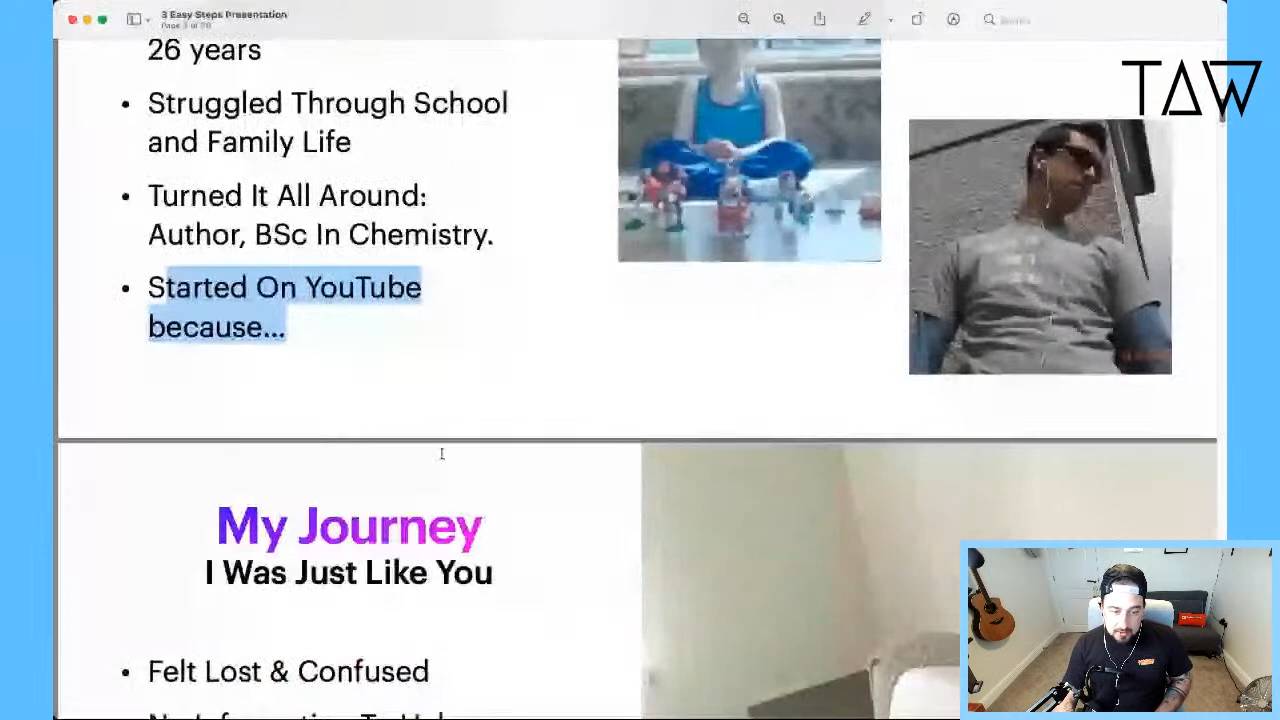 3 Easy Steps Presentation
TAW
26 years
• Struggled Through School
and Family Life
• Turned It All Around:
Author, BSc In Chemistry.
• Started On YouTube
because...
My Journey
I Was Just Like You
• Felt Lost & Confused